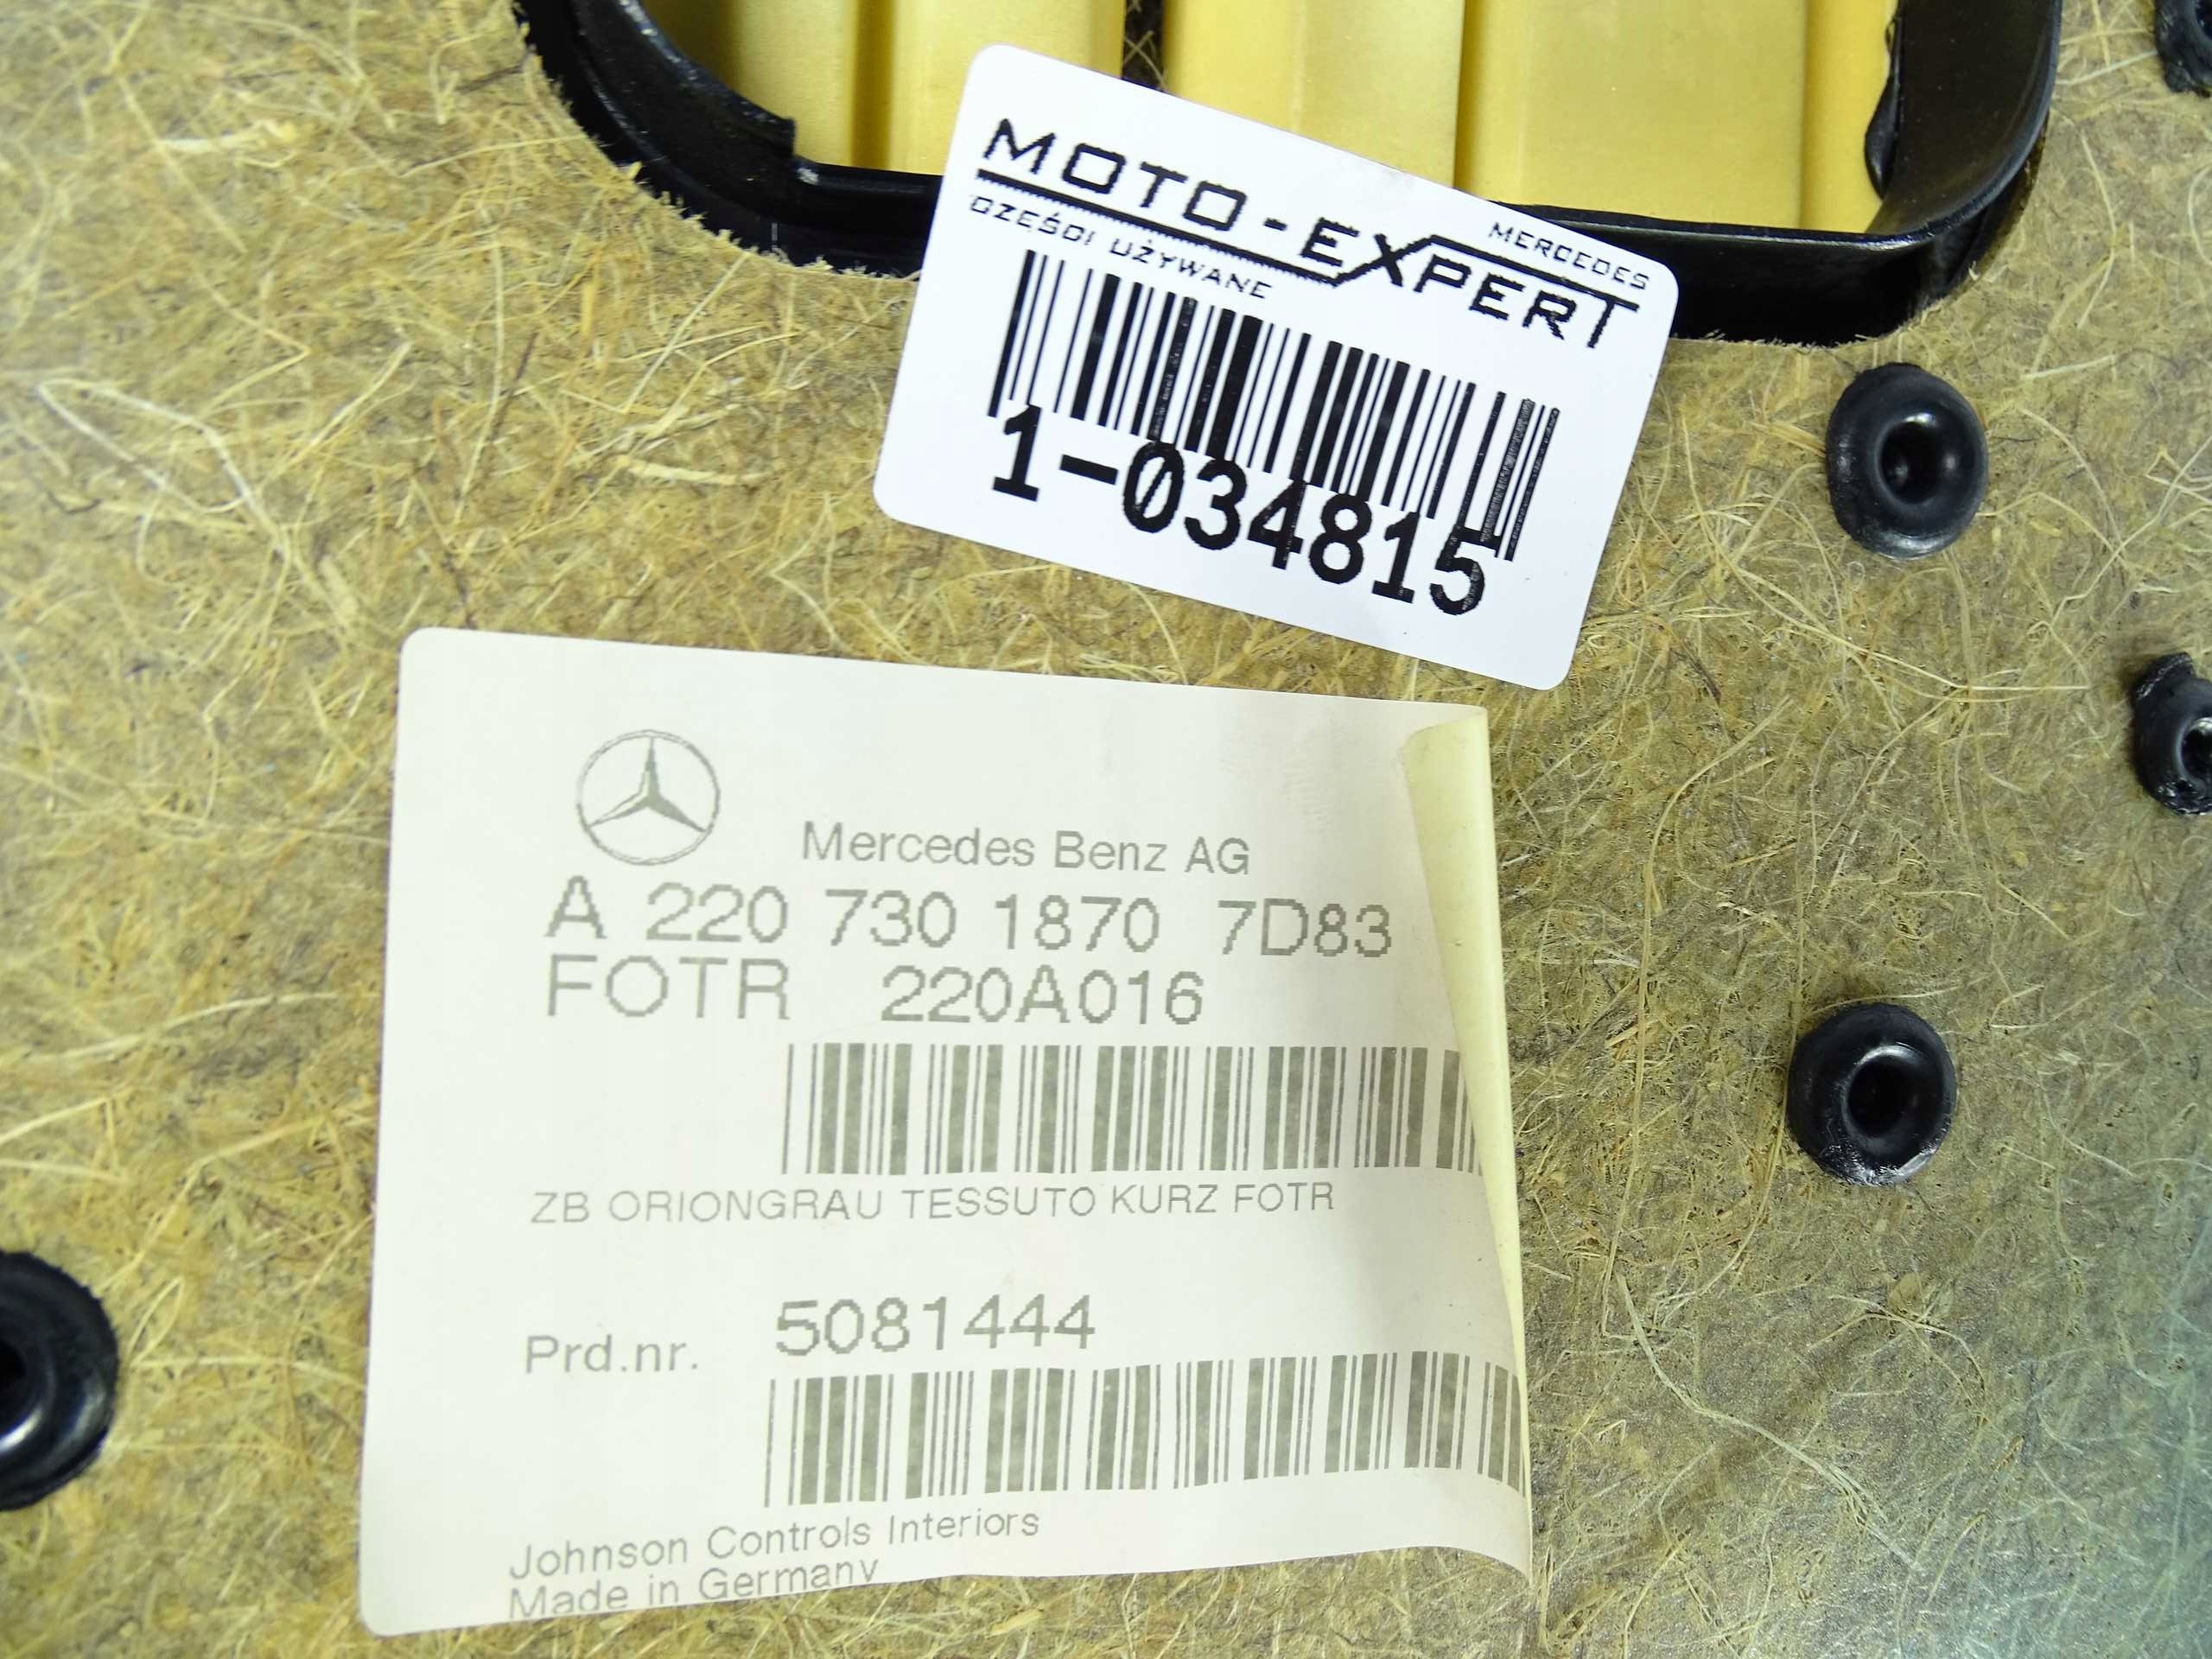 MOTO-EXPERT
MERCEDES
CZĘŚCI UŻYWANE
1-034815
Mercedes Benz AG
A 220 730 1870 7D83
FOTR 220A016
ZB ORIONGRAU TESSUTO KURZ FOTR
Prd.nr. 5081444
Johnson Controls Interiors
Made in Germany